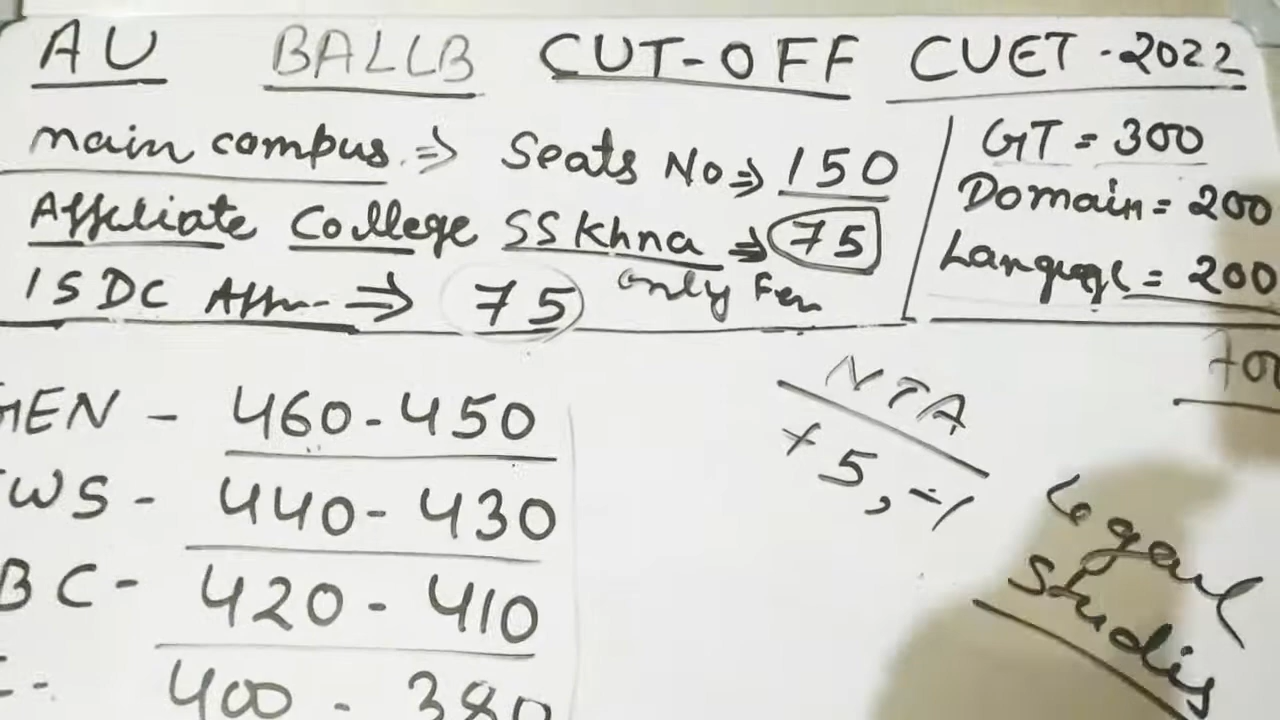 AU BALLB CUT-OFF CUET-2022
main campus ⇒ Seats No ⇒ 150
Affiliate College SS Khna ⇒ 75
only Fem
ISDC Affi-- ⇒ 75
GT = 300
Domain = 200
Language = 200
700
GEN - 460-450
EWS - 440-430
BC - 420-410
400 - 380
NTA
+5, -1
Legal
Studis